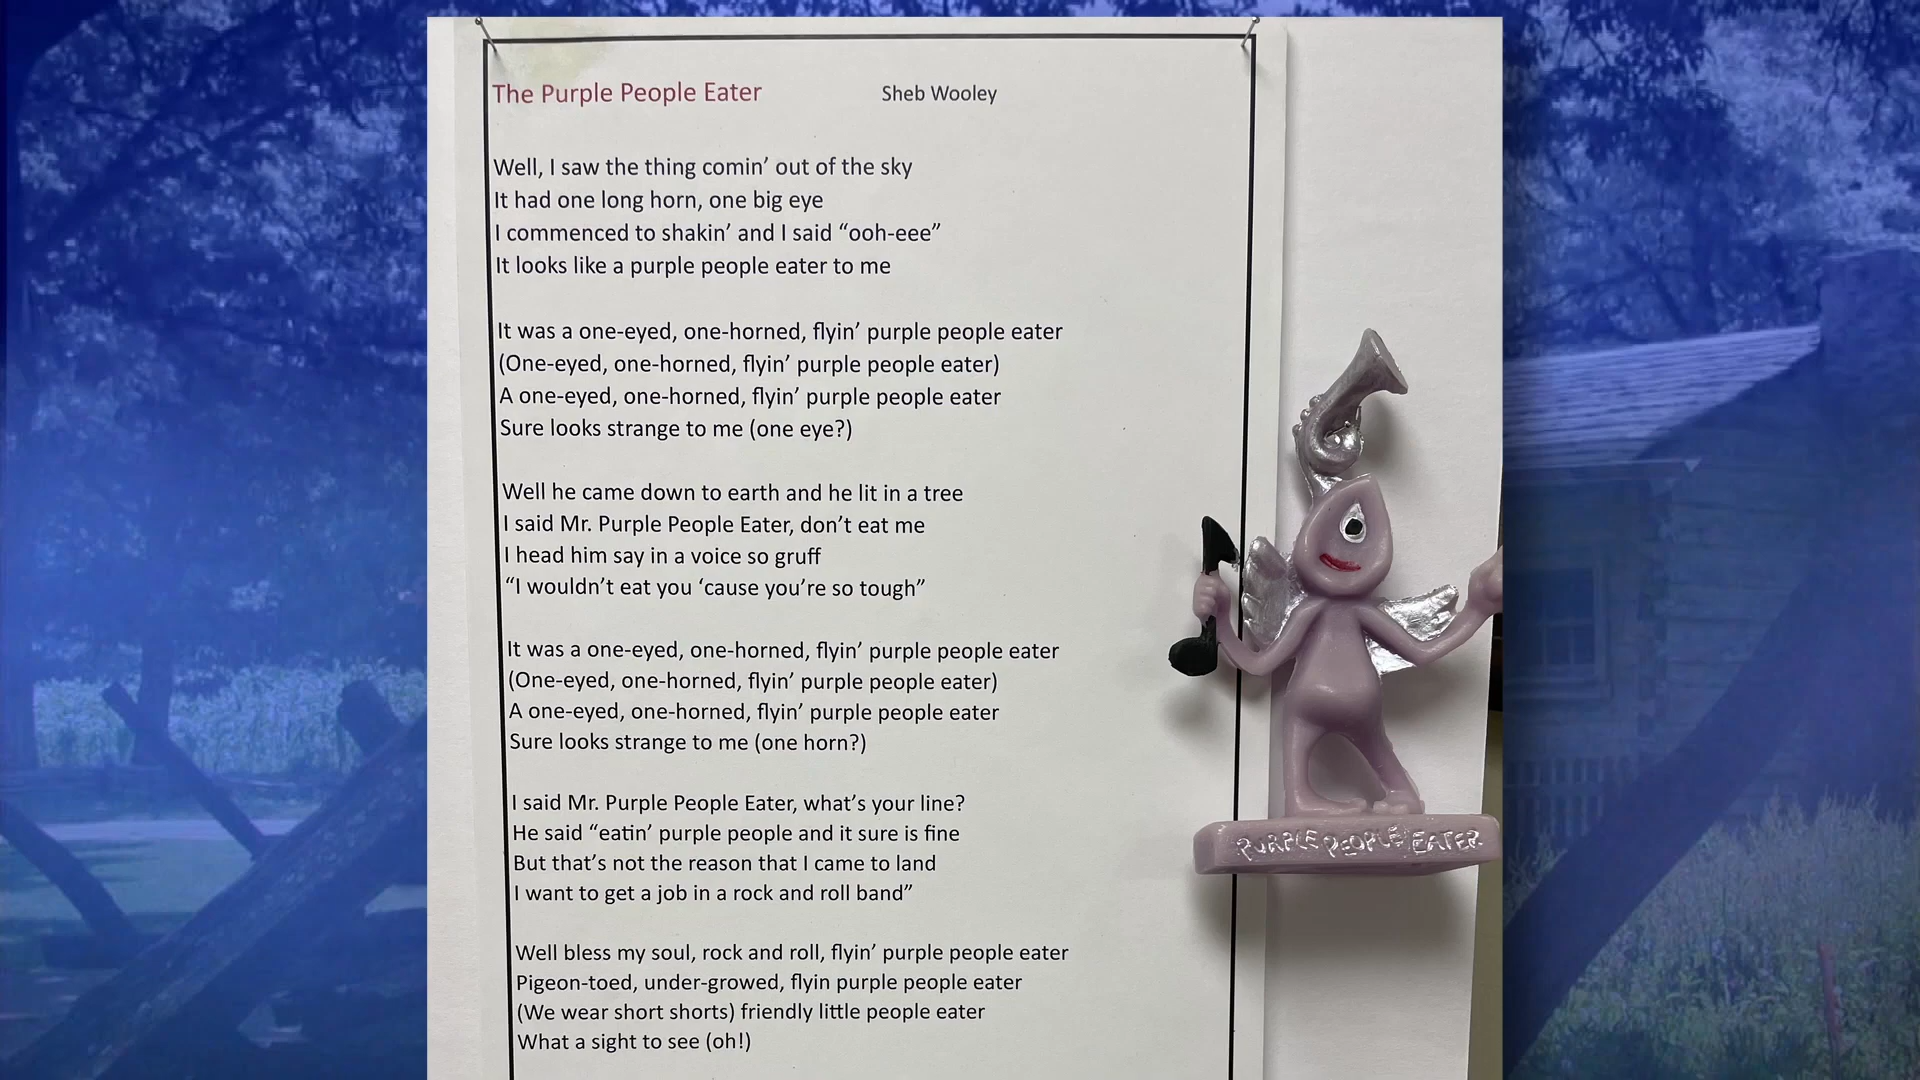 The Purple People Eater Sheb Wooley
Well, I saw the thing comin’ out of the sky
It had one long horn, one big eye
I commenced to shakin’ and I said “ooh-eee”
It looks like a purple people eater to me
It was a one-eyed, one-horned, flyin’ purple people eater
(One-eyed, one-horned, flyin’ purple people eater)
A one-eyed, one-horned, flyin’ purple people eater
Sure looks strange to me (one eye?)
Well he came down to earth and he lit in a tree
I said Mr. Purple People Eater, don’t eat me
I head him say in a voice so gruff
“I wouldn’t eat you ‘cause you’re so tough”
It was a one-eyed, one-horned, flyin’ purple people eater
(One-eyed, one-horned, flyin’ purple people eater)
A one-eyed, one-horned, flyin’ purple people eater
Sure looks strange to me (one horn?)
I said Mr. Purple People Eater, what’s your line?
He said “eatin’ purple people and it sure is fine
But that’s not the reason that I came to land
I want to get a job in a rock and roll band”
Well bless my soul, rock and roll, flyin’ purple people eater
Pigeon-toed, under-growed, flyin purple people eater
(We wear short shorts) friendly little people eater
What a sight to see (oh!)
PURPLE PEOPLE EATER